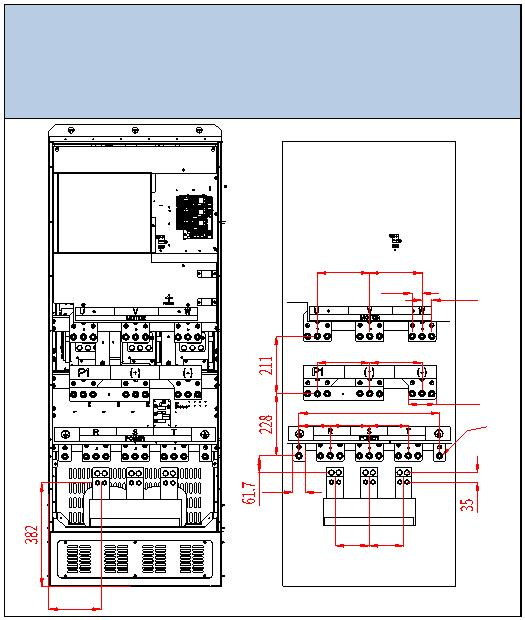 U V W
MOTOR
P1 (+) (-)
R S T
POWER
382
U V W
MOTOR
211
P1 (+) (-)
228
R S T
POWER
61.7
35